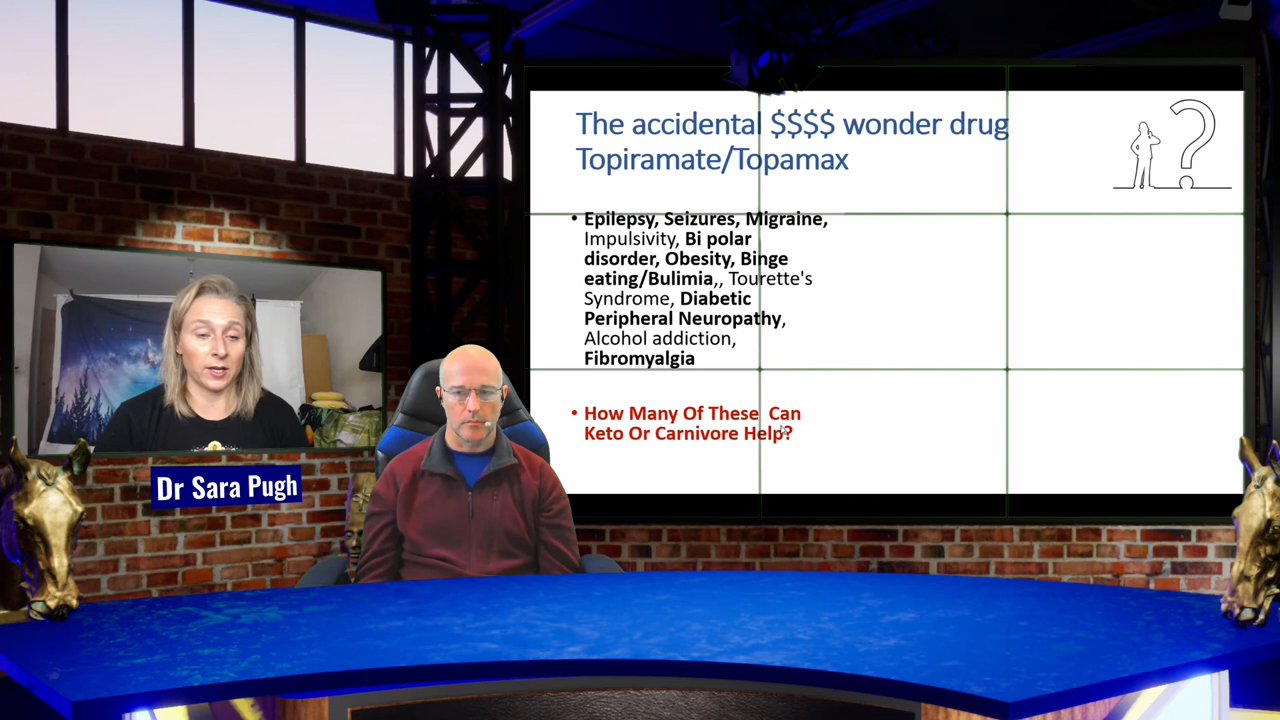 The accidental $$$$ wonder drug
Topiramate/Topamax
• Epilepsy, Seizures, Migraine,
Impulsivity, Bi polar
disorder, Obesity, Binge
eating/Bulimia,, Tourette's
Syndrome, Diabetic
Peripheral Neuropathy,
Alcohol addiction,
Fibromyalgia
• How Many Of These  Can
Keto Or Carnivore Help?
Dr Sara Pugh